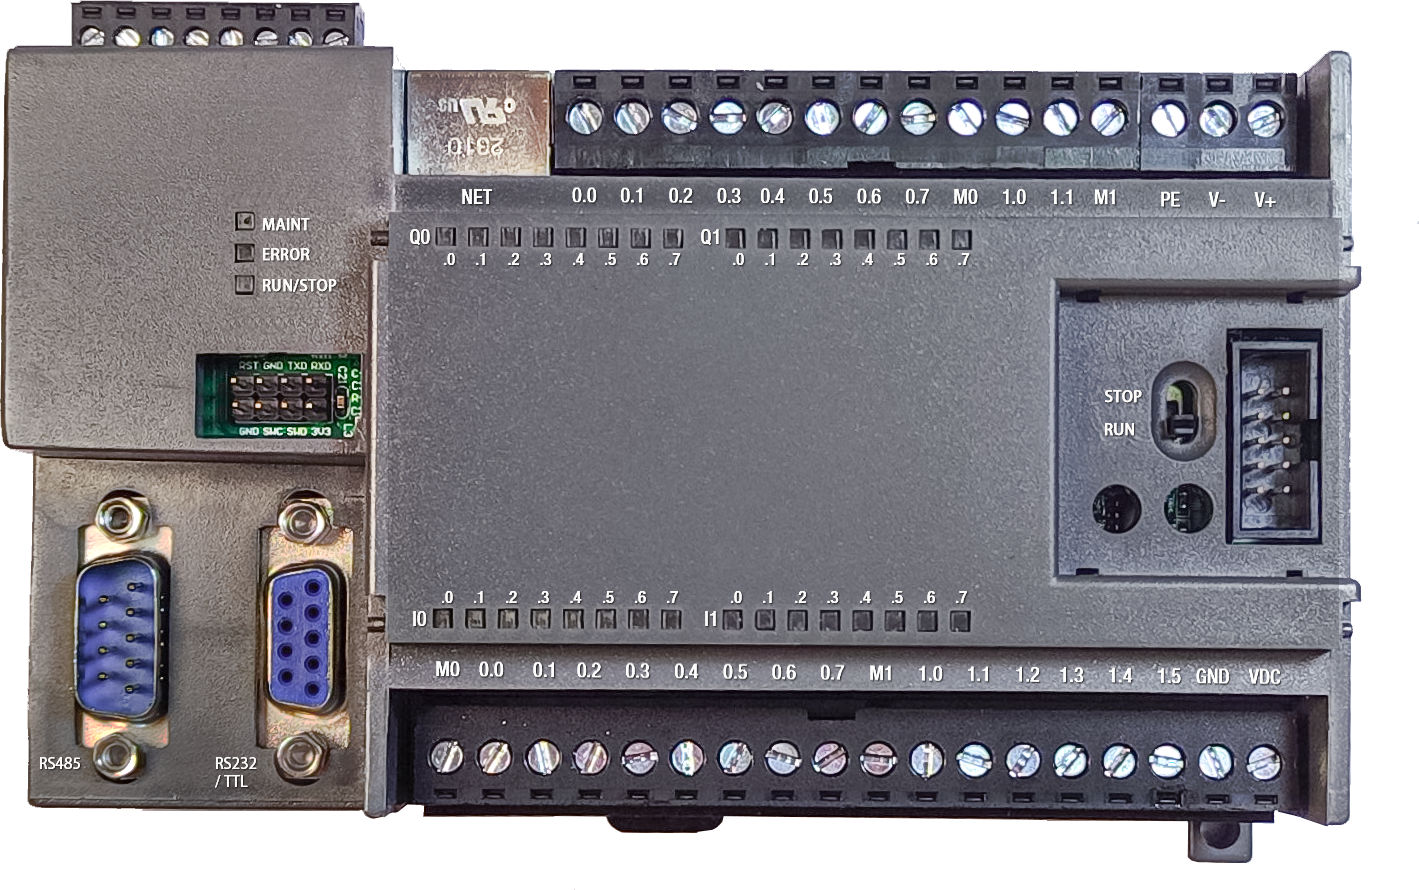 2310
NET 0.0 0.1 0.2 0.3 0.4 0.5 0.6 0.7 M0 1.0 1.1 M1 PE V- V+
MAINT
ERROR
RUN/STOP
Q0
.0 .1 .2 .3 .4 .5 .6 .7
Q1
.0 .1 .2 .3 .4 .5 .6 .7
RST GND TXD RXD
GND SWC SWD 3V3
STOP
RUN
.0 .1 .2 .3 .4 .5 .6 .7
I0
.0 .1 .2 .3 .4 .5 .6 .7
I1
M0 0.0 0.1 0.2 0.3 0.4 0.5 0.6 0.7 M1 1.0 1.1 1.2 1.3 1.4 1.5 GND VDC
RS485
RS232
/ TTL